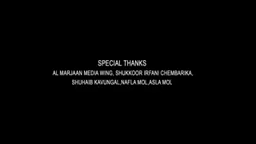 SPECIAL THANKS
AL MARJAAN MEDIA WING, SHUKKOOR IRFANI CHEMBARIKA,
SHUHAIB KAVUNGAL,NAFLA MOL,ASLA MOL